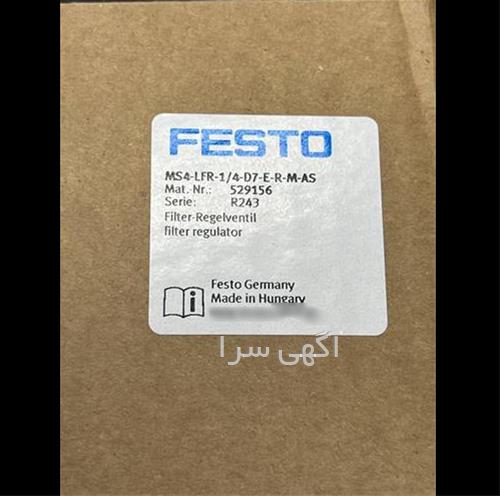 FESTO
MS4-LFR-1/4-D7-E-R-M-AS
Mat.-Nr.: 529156
Serie: R243
Filter-Regelventil
filter regulator
Festo Germany
Made in Hungary
آگهی سرا